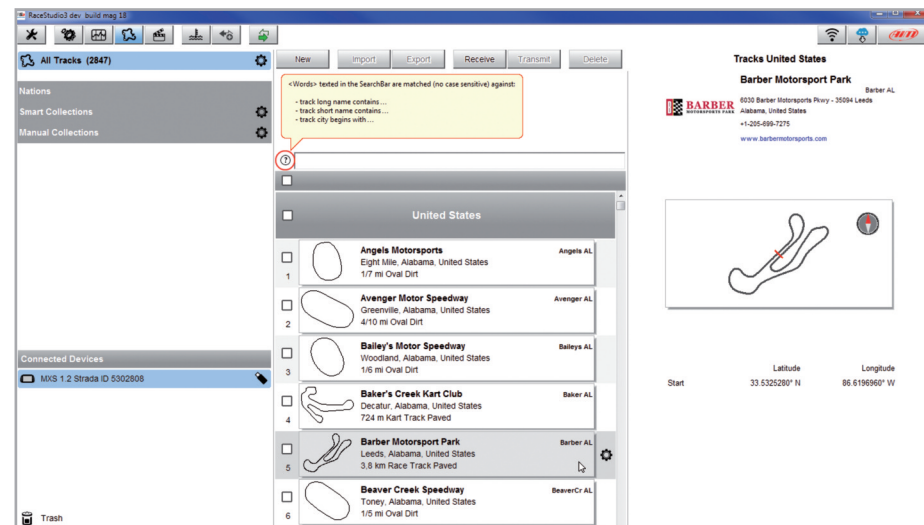 RaceStudio3 dev build mag 18
All Tracks (2847)
Nations
Smart Collections
Manual Collections
Connected Devices
MXS 1.2 Strada ID 5302808
Trash
New
Import
Export
Receive
Transmit
Delete
<Words> texted in the SearchBar are matched (no case sensitive) against:
- track long name contains...
- track short name contains...
- track city begins with...
?
United States
Angels Motorsports
Angels AL
Eight Mile, Alabama, United States
1/7 mi Oval Dirt
1
Avenger Motor Speedway
Avenger AL
Greenville, Alabama, United States
4/10 mi Oval Dirt
2
Bailey's Motor Speedway
Baileys AL
Woodland, Alabama, United States
1/6 mi Oval Dirt
3
Baker's Creek Kart Club
Baker AL
Decatur, Alabama, United States
724 m Kart Track Paved
4
Barber Motorsport Park
Barber AL
Leeds, Alabama, United States
3,8 km Race Track Paved
5
Beaver Creek Speedway
BeaverCr AL
Toney, Alabama, United States
1/5 mi Oval Dirt
6
AiM
Tracks United States
Barber Motorsport Park
Barber AL
BARBER
MOTORSPORTS PARK
6030 Barber Motorsports Pkwy - 35094 Leeds
Alabama, United States
+1-205-699-7275
www.barbermotorsports.com
Latitude
Longitude
Start
33.5325280° N
86.6196960° W